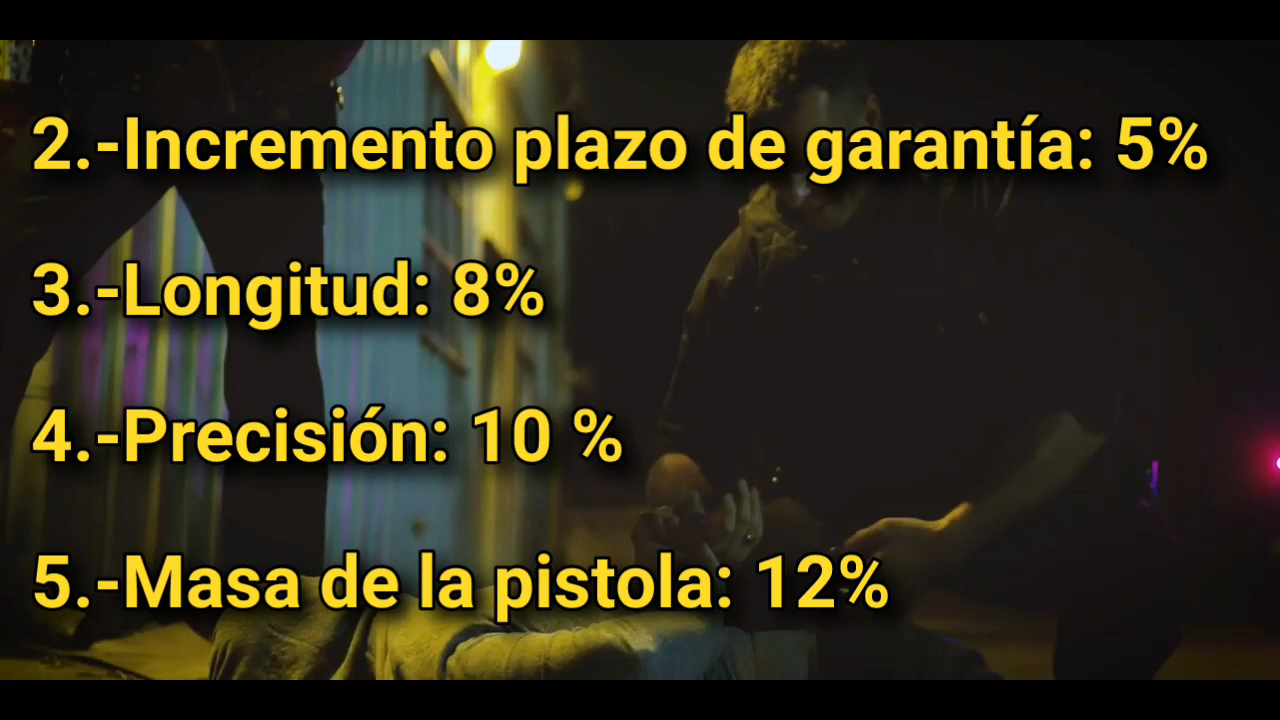 2.-Incremento plazo de garantía: 5%
3.-Longitud: 8%
4.-Precisión: 10 %
5.-Masa de la pistola: 12%